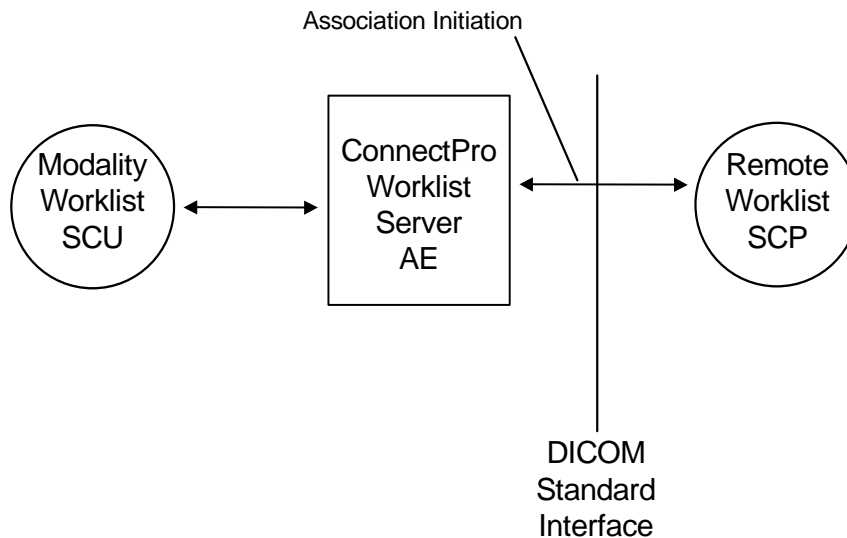 Association Initiation
Modality
Worklist
SCU
ConnectPro
Worklist
Server
AE
Remote
Worklist
SCP
DICOM
Standard
Interface